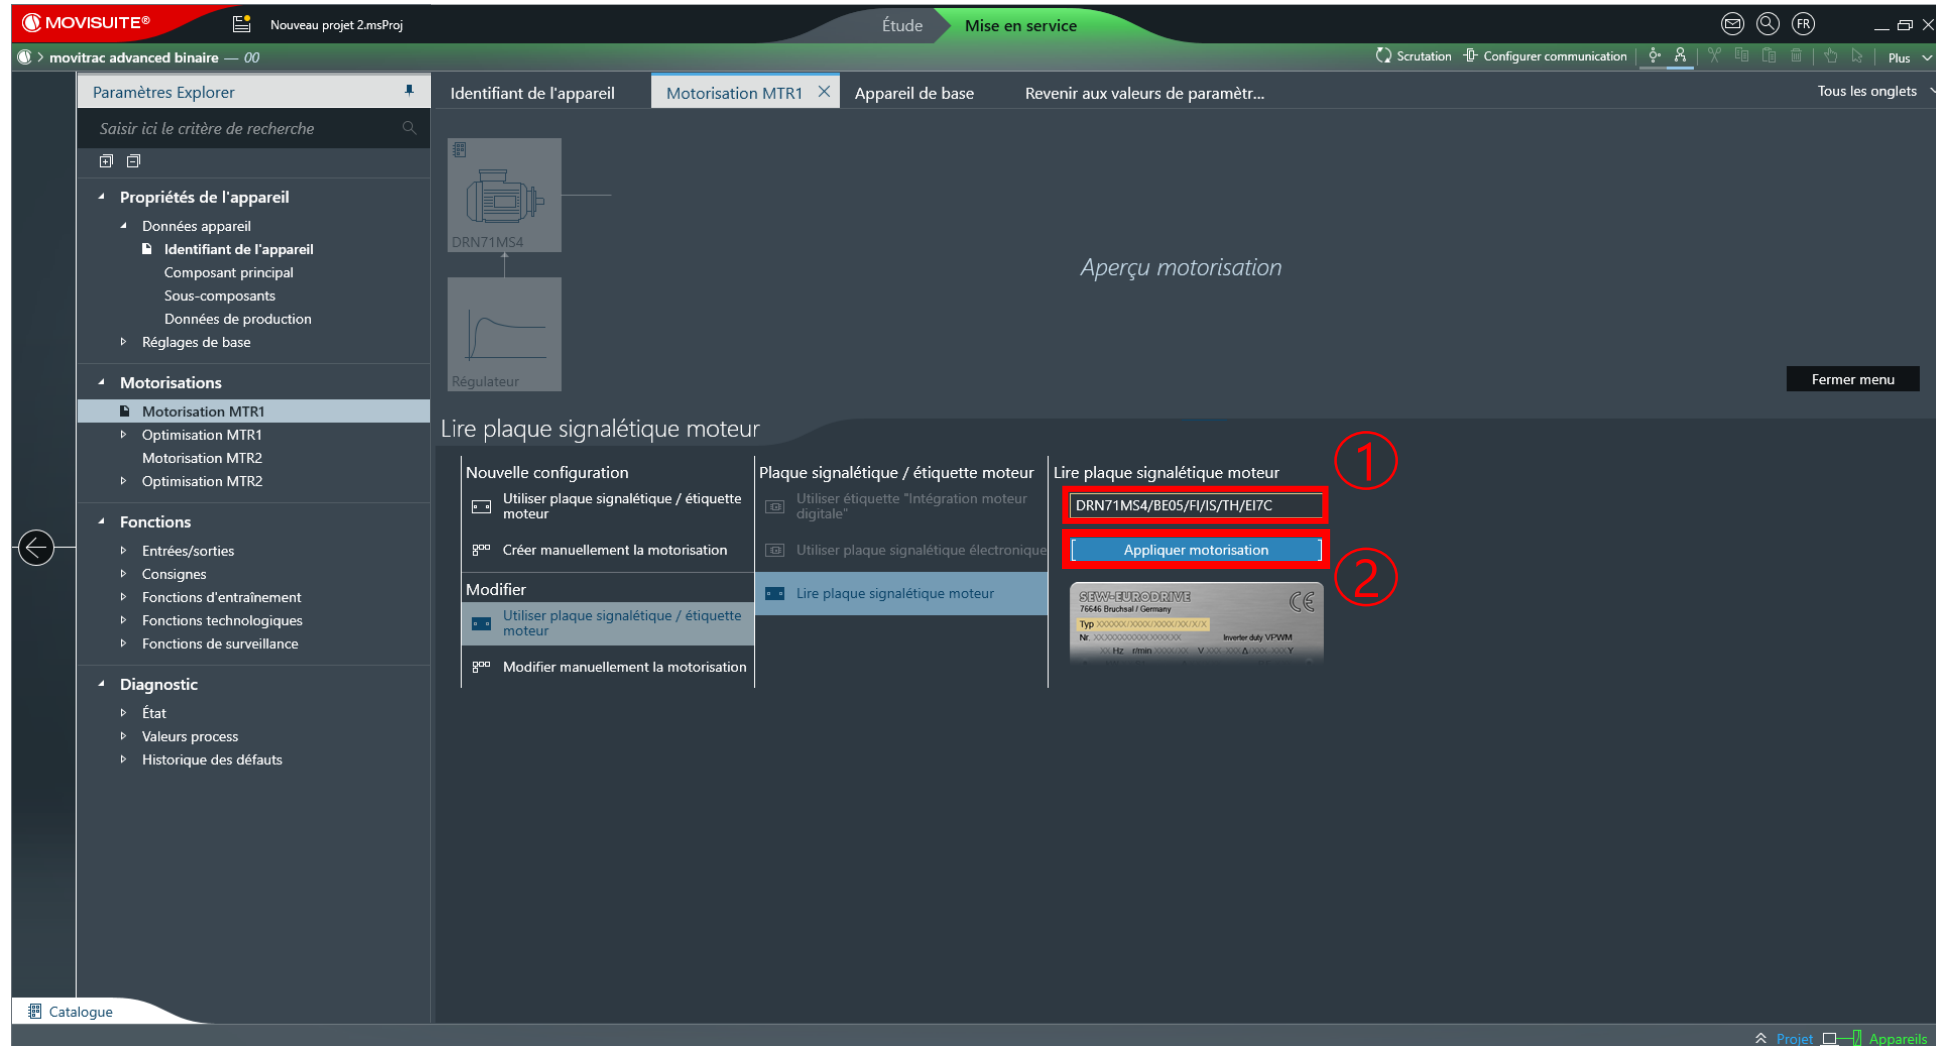 MOVISUITE®
Nouveau projet 2.msProj
Étude
Mise en service
FR
> movitrac advanced binaire — 00
Scrutation
Configurer communication
Plus
Paramètres Explorer
Saisir ici le critère de recherche
Propriétés de l'appareil
Données appareil
Identifiant de l'appareil
Composant principal
Sous-composants
Données de production
Réglages de base
Motorisations
Motorisation MTR1
Optimisation MTR1
Motorisation MTR2
Optimisation MTR2
Fonctions
Entrées/sorties
Consignes
Fonctions d'entraînement
Fonctions technologiques
Fonctions de surveillance
Diagnostic
État
Valeurs process
Historique des défauts
Catalogue
Identifiant de l'appareil
Motorisation MTR1
Appareil de base
Revenir aux valeurs de paramètr...
Tous les onglets
DRN71MS4
Régulateur
Aperçu motorisation
Fermer menu
Lire plaque signalétique moteur
Nouvelle configuration
Utiliser plaque signalétique / étiquette
moteur
Créer manuellement la motorisation
Modifier
Utiliser plaque signalétique / étiquette
moteur
Modifier manuellement la motorisation
Plaque signalétique / étiquette moteur
Utiliser étiquette "Intégration moteur
digitale"
Utiliser plaque signalétique électronique
Lire plaque signalétique moteur
Lire plaque signalétique moteur
1
DRN71MS4/BE05/FI/IS/TH/EI7C
Appliquer motorisation
2
SEW-EURODRIVE
CE
76646 Bruchsal / Germany
Typ XXXXXX/XXXX/XXXX/XX/X/X
Nr. Inverter duty VPWM
Projet
Appareils